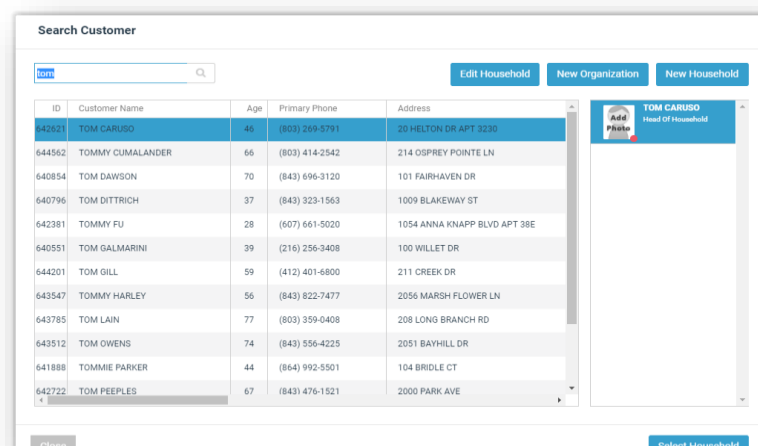 Search Customer
tom
Edit Household New Organization New Household
ID Customer Name Age Primary Phone Address
642621 TOM CARUSO 46 (803) 269-5791 20 HELTON DR APT 3230
644562 TOMMY CUMALANDER 66 (803) 414-2542 214 OSPREY POINTE LN
640854 TOM DAWSON 70 (843) 696-3120 101 FAIRHAVEN DR
640796 TOM DITTRICH 37 (843) 323-1563 1009 BLAKEWAY ST
642381 TOMMY FU 28 (607) 661-5020 1054 ANNA KNAPP BLVD APT 38E
640551 TOM GALMARINI 39 (216) 256-3408 100 WILLET DR
644201 TOM GILL 59 (412) 401-6800 211 CREEK DR
643547 TOMMY HARLEY 56 (843) 822-7477 2056 MARSH FLOWER LN
643785 TOM LAIN 77 (803) 359-0408 208 LONG BRANCH RD
643512 TOM OWENS 74 (843) 556-4225 2051 BAYHILL DR
641888 TOMMIE PARKER 44 (864) 992-5501 104 BRIDLE CT
642722 TOM PEEPLES 67 (843) 476-1521 2000 PARK AVE
Add Photo
TOM CARUSO
Head Of Household
Close
Select Household